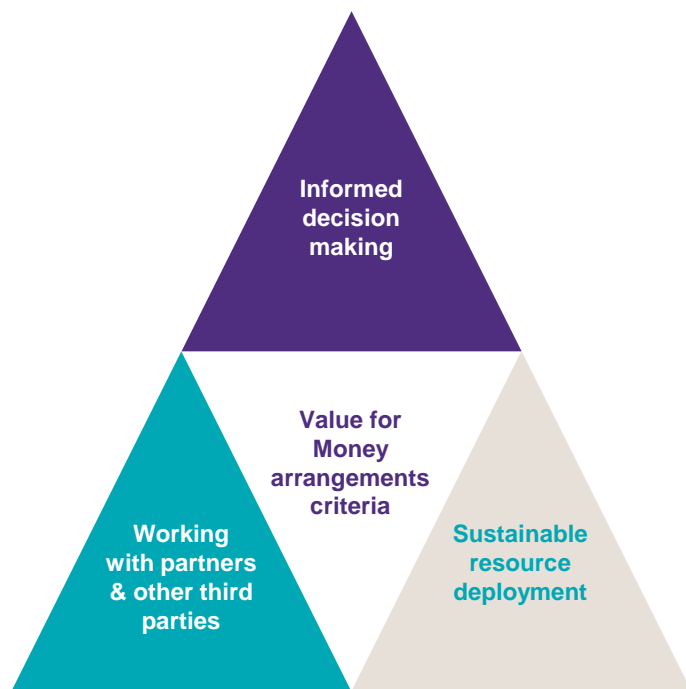 Informed
decision
making
Value for
Money
arrangements
criteria
Working
with partners
& other third
parties
Sustainable
resource
deployment